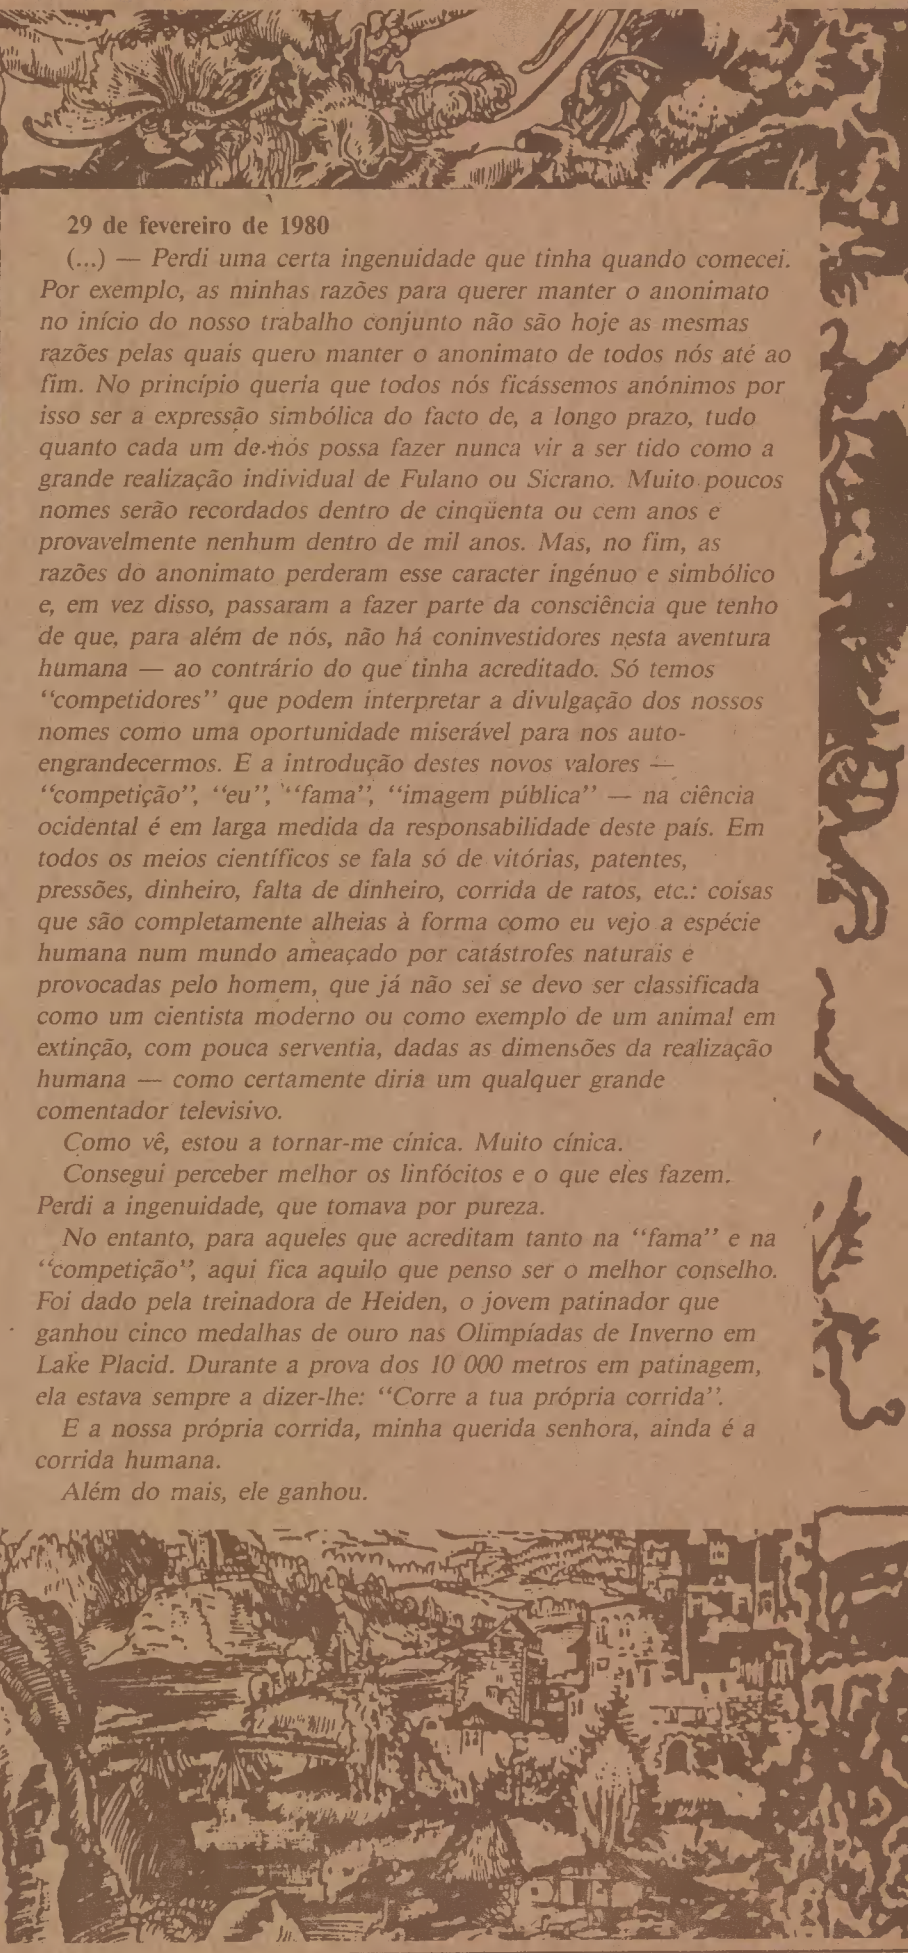 29 de fevereiro de 1980
(...) — Perdi uma certa ingenuidade que tinha quando comecei.
Por exemplo, as minhas razões para querer manter o anonimato
no início do nosso trabalho conjunto não são hoje as mesmas
razões pelas quais quero manter o anonimato de todos nós até ao
fim. No princípio queria que todos nós ficássemos anónimos por
isso ser a expressão simbólica do facto de, a longo prazo, tudo
quanto cada um de nós possa fazer nunca vir a ser tido como a
grande realização individual de Fulano ou Sicrano. Muito poucos
nomes serão recordados dentro de cinqüenta ou cem anos e
provavelmente nenhum dentro de mil anos. Mas, no fim, as
razões do anonimato perderam esse caracter ingénuo e simbólico
e, em vez disso, passaram a fazer parte da consciência que tenho
de que, para além de nós, não há coninvestidores nesta aventura
humana — ao contrário do que tinha acreditado. Só temos
“competidores” que podem interpretar a divulgação dos nossos
nomes como uma oportunidade miserável para nos auto-
engrandecermos. E a introdução destes novos valores —
“competição”, “eu”, “fama”, “imagem pública” — na ciência
ocidental é em larga medida da responsabilidade deste país. Em
todos os meios científicos se fala só de vitórias, patentes,
pressões, dinheiro, falta de dinheiro, corrida de ratos, etc.: coisas
que são completamente alheias à forma como eu vejo a espécie
humana num mundo ameaçado por catástrofes naturais e
provocadas pelo homem, que já não sei se devo ser classificada
como um cientista moderno ou como exemplo de um animal em
extinção, com pouca serventia, dadas as dimensões da realização
humana — como certamente diria um qualquer grande
comentador televisivo.
Como vê, estou a tornar-me cínica. Muito cínica.
Consegui perceber melhor os linfócitos e o que eles fazem.
Perdi a ingenuidade, que tomava por pureza.
No entanto, para aqueles que acreditam tanto na “fama” e na
“competição”, aqui fica aquilo que penso ser o melhor conselho.
Foi dado pela treinadora de Heiden, o jovem patinador que
ganhou cinco medalhas de ouro nas Olimpíadas de Inverno em
Lake Placid. Durante a prova dos 10 000 metros em patinagem,
ela estava sempre a dizer-lhe: “Corre a tua própria corrida”.
E a nossa própria corrida, minha querida senhora, ainda é a
corrida humana.
Além do mais, ele ganhou.